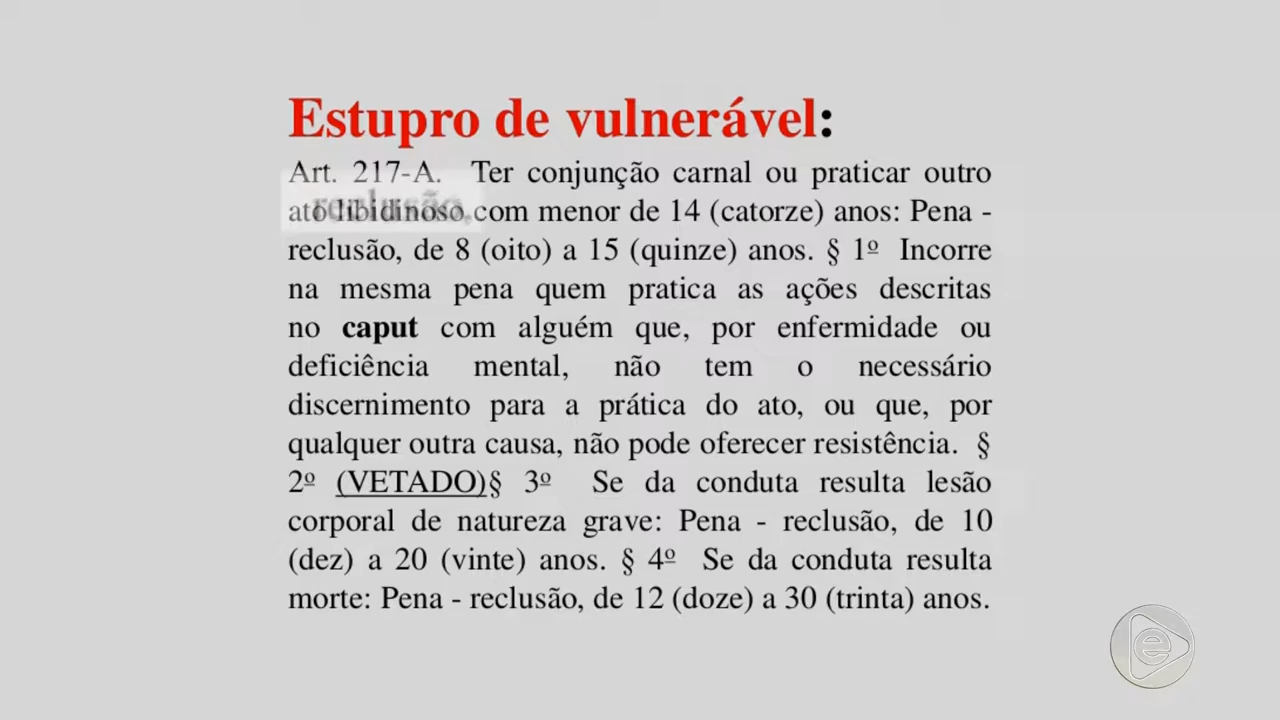 Estupro de vulnerável:
Art. 217-A. Ter conjunção carnal ou praticar outro
ato libidinoso com menor de 14 (catorze) anos: Pena -
reclusão, de 8 (oito) a 15 (quinze) anos. § 1º Incorre
na mesma pena quem pratica as ações descritas
no caput com alguém que, por enfermidade ou
deficiência mental, não tem o necessário
discernimento para a prática do ato, ou que, por
qualquer outra causa, não pode oferecer resistência. §
2º (VETADO)§ 3º Se da conduta resulta lesão
corporal de natureza grave: Pena - reclusão, de 10
(dez) a 20 (vinte) anos. § 4º Se da conduta resulta
morte: Pena - reclusão, de 12 (doze) a 30 (trinta) anos.
e